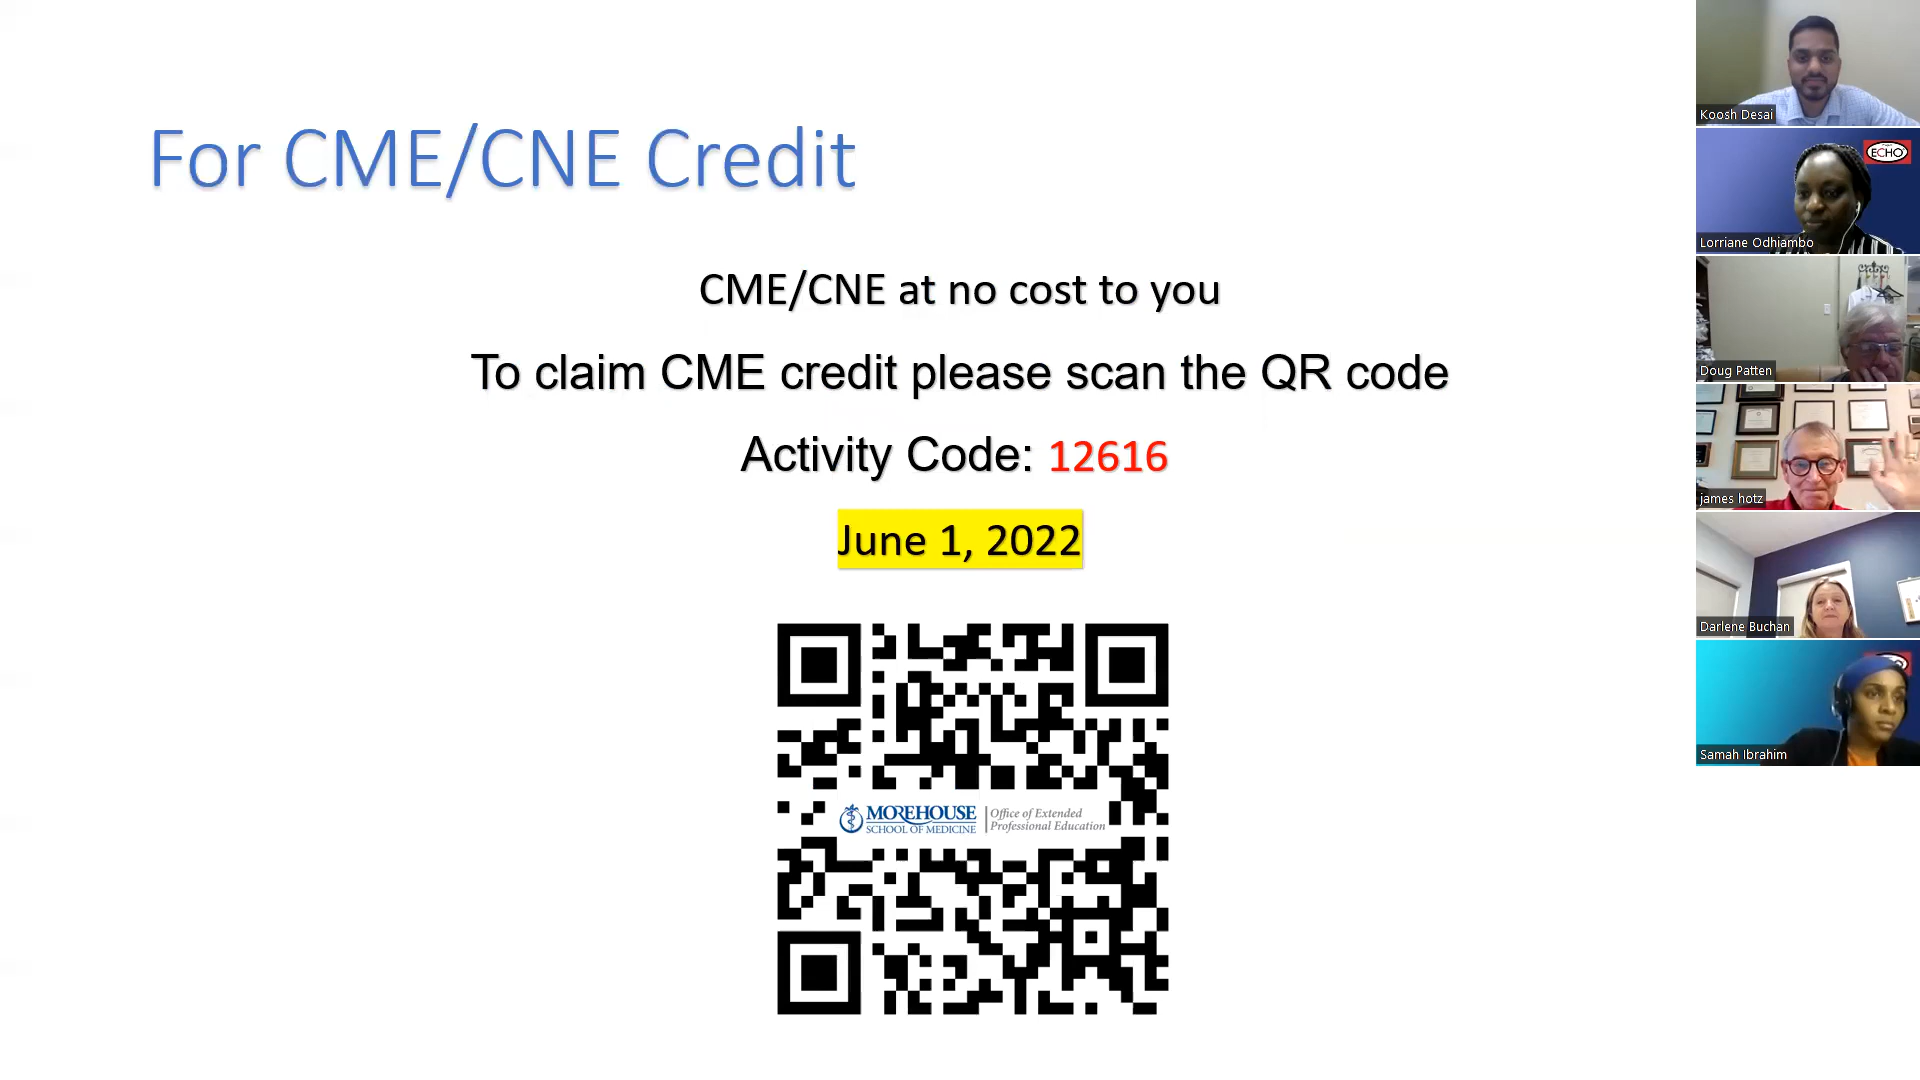 For CME/CNE Credit
CME/CNE at no cost to you
To claim CME credit please scan the QR code
Activity Code: 12616
June 1, 2022
MOREHOUSE
SCHOOL OF MEDICINE
Office of Extended
Professional Education
Koosh Desai
ECHO
Lorriane Odhiambo
Doug Patten
james hotz
Darlene Buchan
Samah Ibrahim